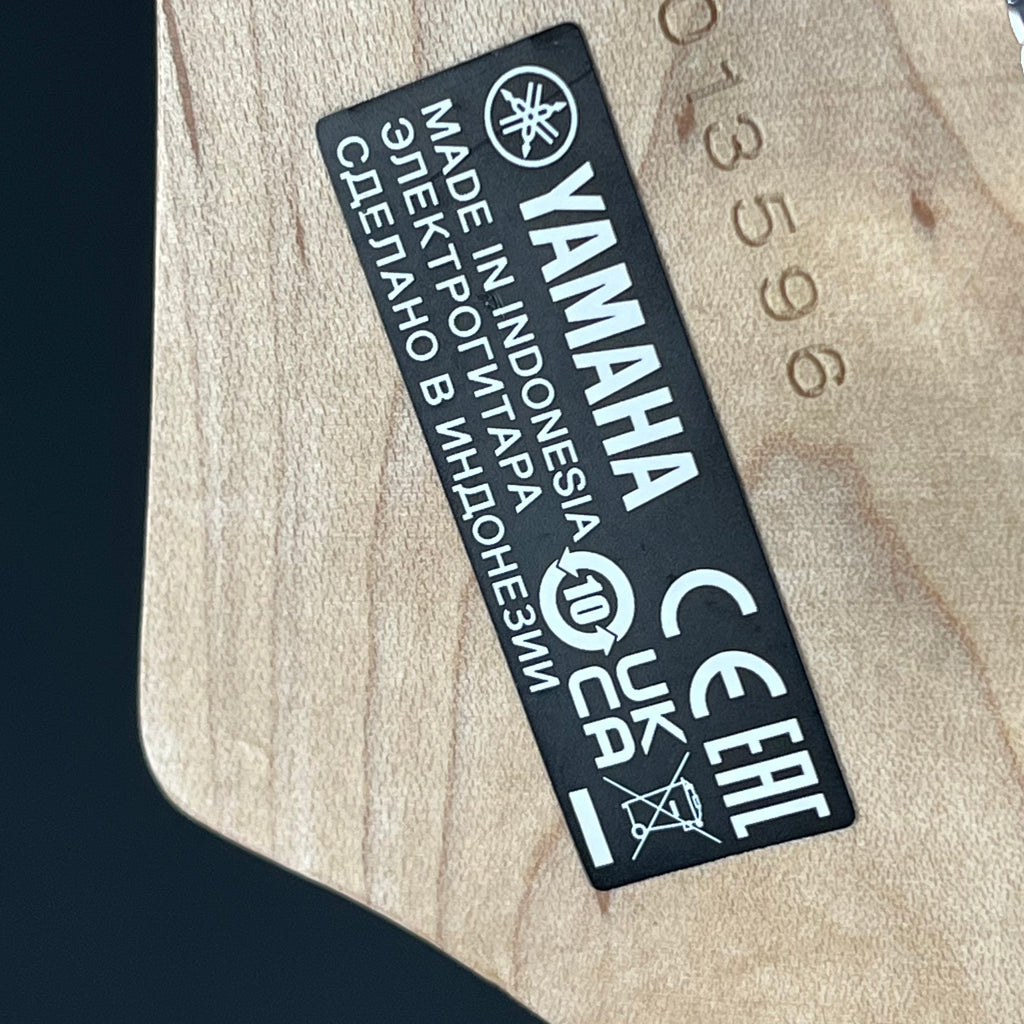 013596
YAMAHA
MADE IN INDONESIA
ЭЛЕКТРОГИТАРА
СДЕЛАНО В ИНДОНЕЗИИ
10
CE
UK
CA
EAC